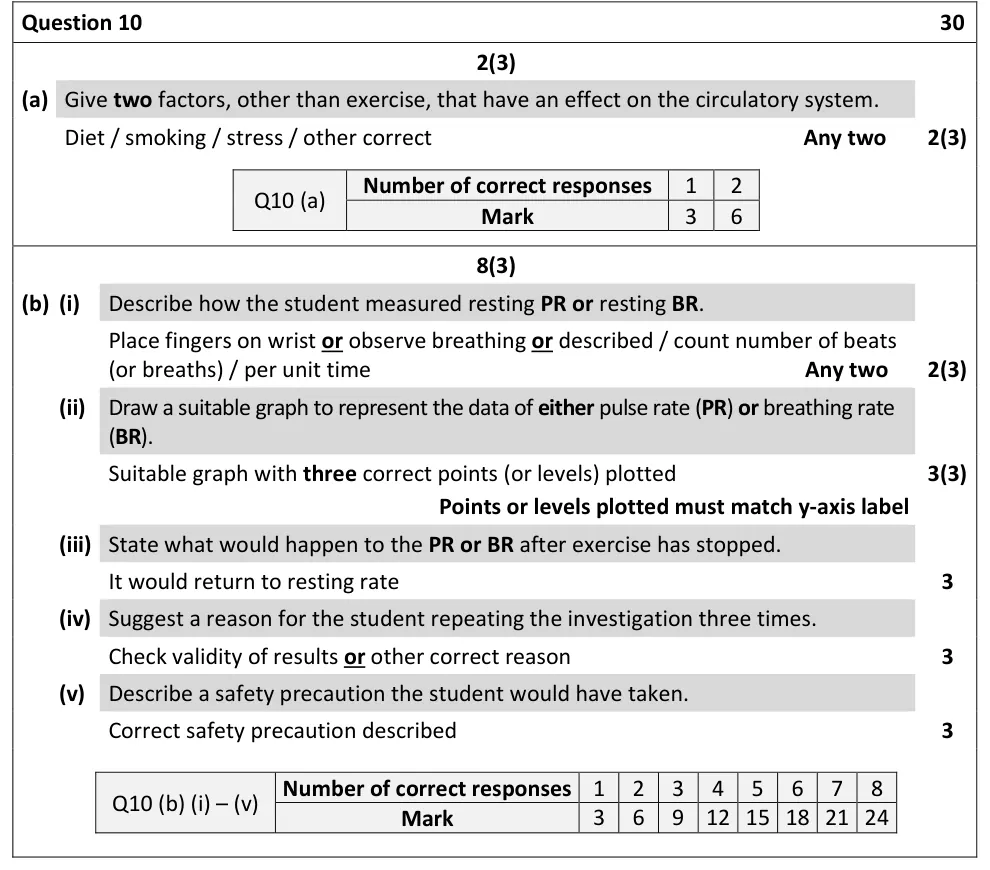 Question 10 30
2(3)
(a) Give two factors, other than exercise, that have an effect on the circulatory system.
Diet / smoking / stress / other correct Any two 2(3)
Q10 (a) Number of correct responses 1 2
Mark 3 6
8(3)
(b) (i) Describe how the student measured resting PR or resting BR.
Place fingers on wrist or observe breathing or described / count number of beats
(or breaths) / per unit time Any two 2(3)
(ii) Draw a suitable graph to represent the data of either pulse rate (PR) or breathing rate
(BR).
Suitable graph with three correct points (or levels) plotted 3(3)
Points or levels plotted must match y-axis label
(iii) State what would happen to the PR or BR after exercise has stopped.
It would return to resting rate 3
(iv) Suggest a reason for the student repeating the investigation three times.
Check validity of results or other correct reason 3
(v) Describe a safety precaution the student would have taken.
Correct safety precaution described 3
Q10 (b) (i) – (v) Number of correct responses 1 2 3 4 5 6 7 8
Mark 3 6 9 12 15 18 21 24